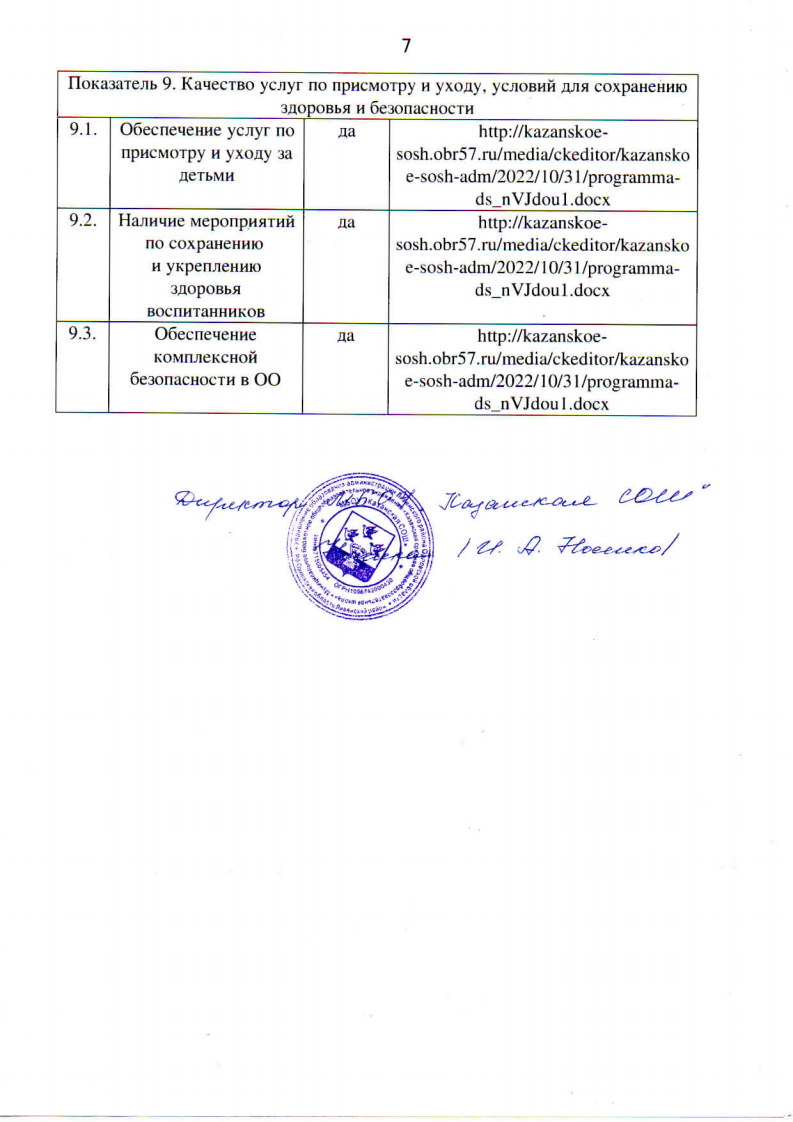 7
Показатель 9. Качество услуг по присмотру и уходу, условий для сохранению
здоровья и безопасности
9.1.
Обеспечение услуг по
присмотру и уходу за
детьми
да
http://kazanskoe-
sosh.obr57.ru/media/ckeditor/kazansko
e-sosh-adm/2022/10/31/programma-
ds_nVJdou1.docx
9.2.
Наличие мероприятий
по сохранению
и укреплению
здоровья
воспитанников
да
http://kazanskoe-
sosh.obr57.ru/media/ckeditor/kazansko
e-sosh-adm/2022/10/31/programma-
ds_nVJdou1.docx
9.3.
Обеспечение
комплексной
безопасности в ОО
да
http://kazanskoe-
sosh.obr57.ru/media/ckeditor/kazansko
e-sosh-adm/2022/10/31/programma-
ds_nVJdou1.docx
Директор Казанская СОШ"
/ И. А. Носенко/